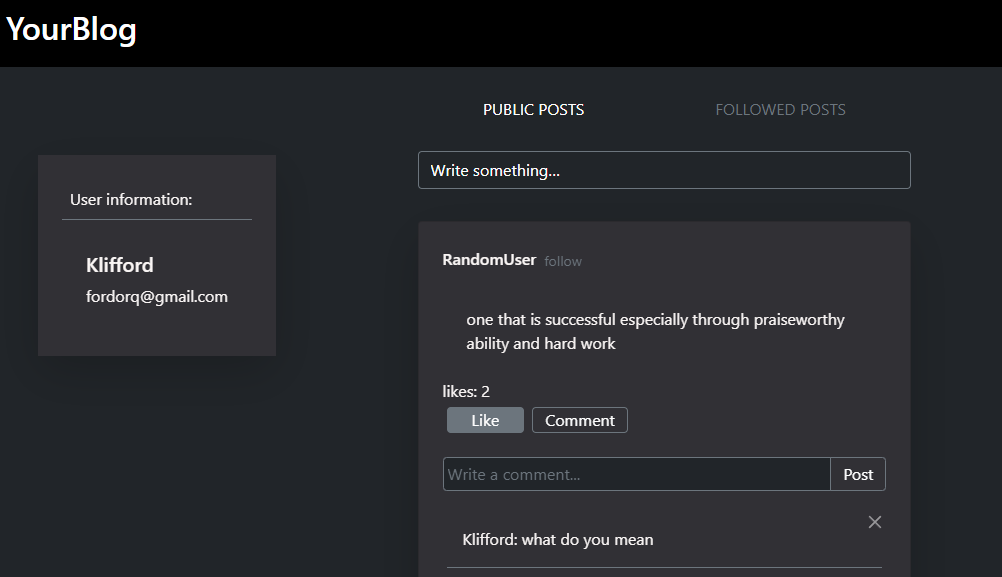 YourBlog
PUBLIC POSTS
FOLLOWED POSTS
Write something...
User information:
Klifford
fordorq@gmail.com
RandomUser follow
one that is successful especially through praiseworthy
ability and hard work
likes: 2
Like
Comment
Write a comment...
Post
Klifford: what do you mean